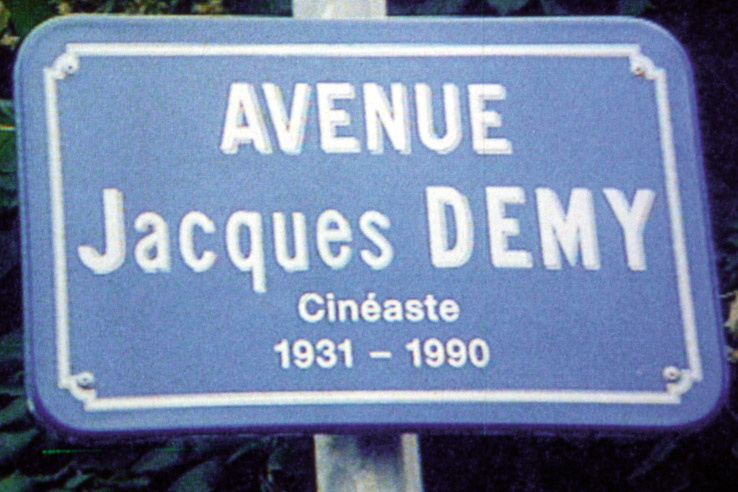 AVENUE
Jacques DEMY
Cinéaste
1931 – 1990